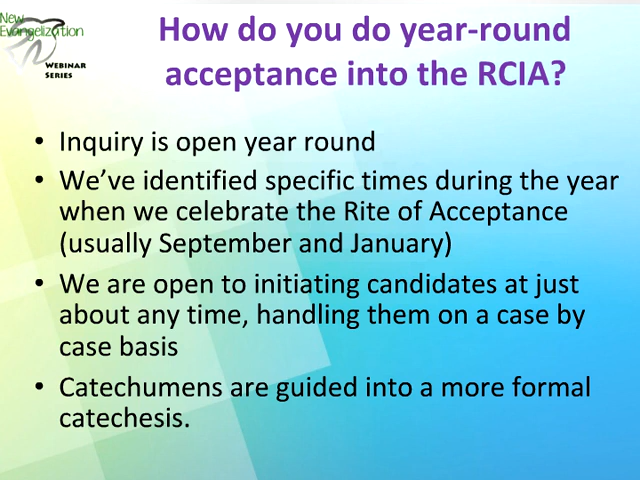 New
Evangelization
WEBINAR
SERIES
How do you do year-round
acceptance into the RCIA?
• Inquiry is open year round
• We've identified specific times during the year
when we celebrate the Rite of Acceptance
(usually September and January)
• We are open to initiating candidates at just
about any time, handling them on a case by
case basis
• Catechumens are guided into a more formal
catechesis.